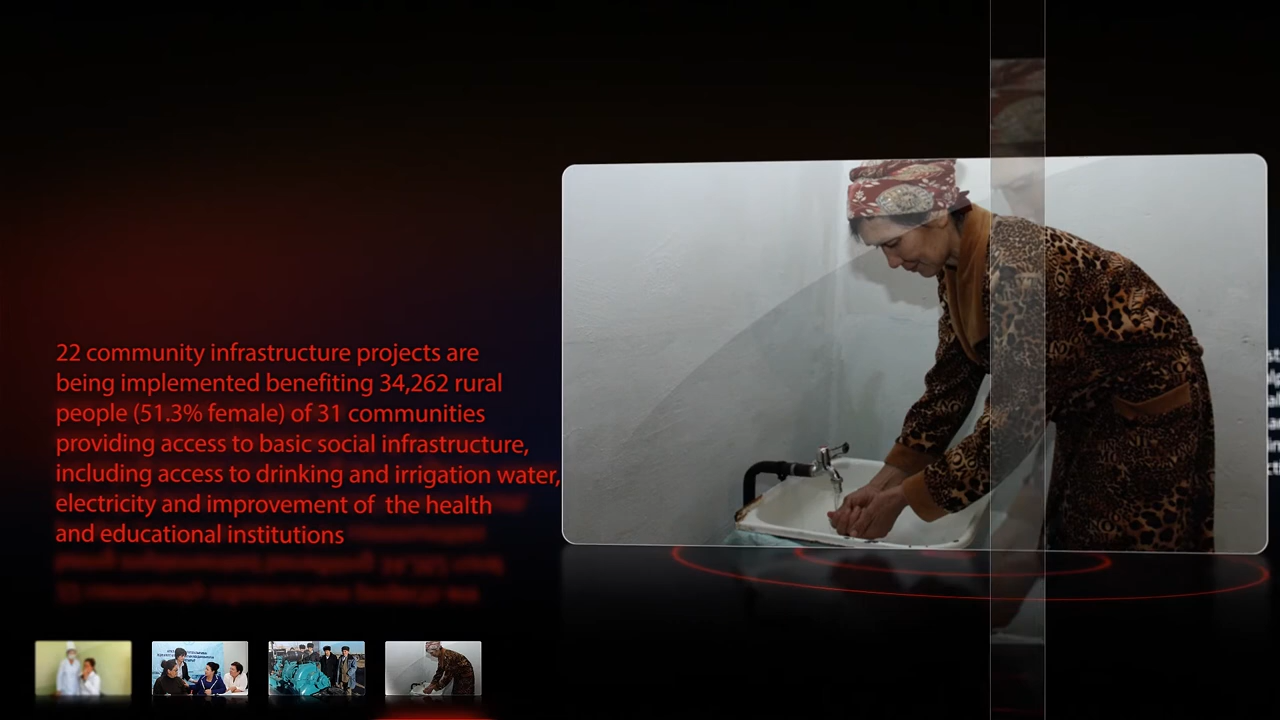 22 community infrastructure projects are
being implemented benefiting 34,262 rural
people (51.3% female) of 31 communities
providing access to basic social infrastructure,
including access to drinking and irrigation water,
electricity and improvement of the health
and educational institutions